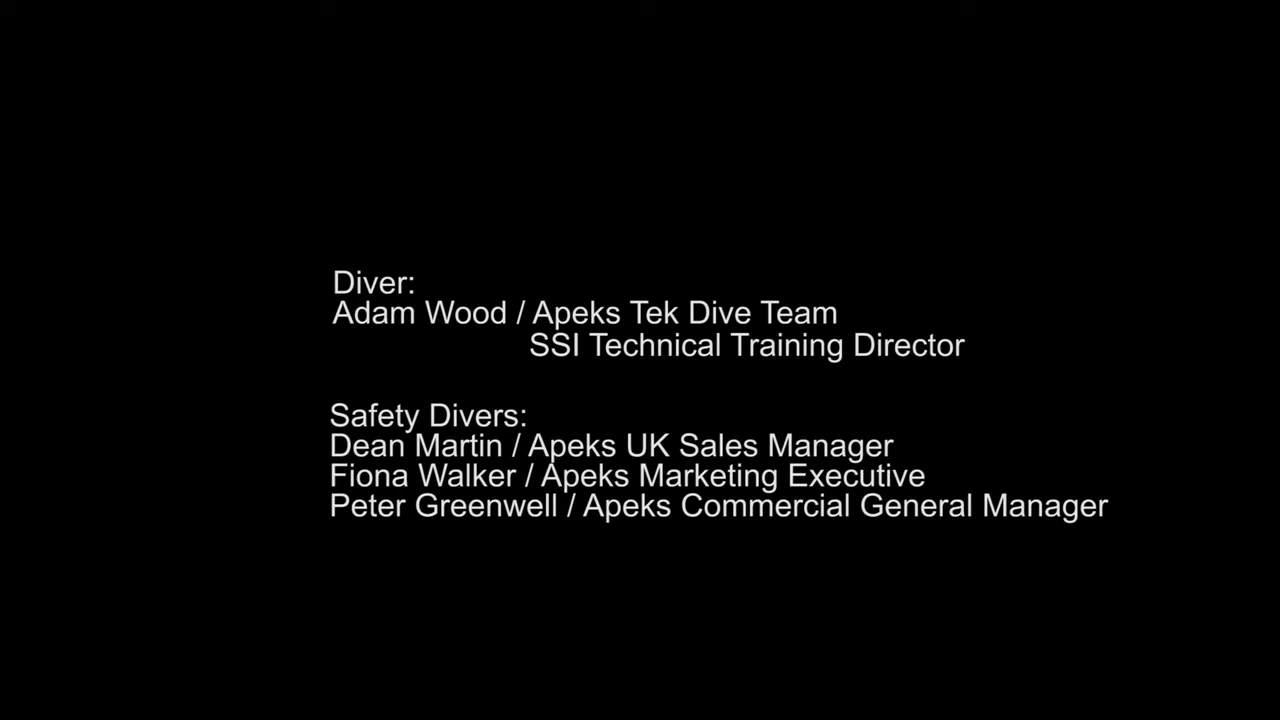 Diver:
Adam Wood / Apeks Tek Dive Team
SSI Technical Training Director
Safety Divers:
Dean Martin / Apeks UK Sales Manager
Fiona Walker / Apeks Marketing Executive
Peter Greenwell / Apeks Commercial General Manager